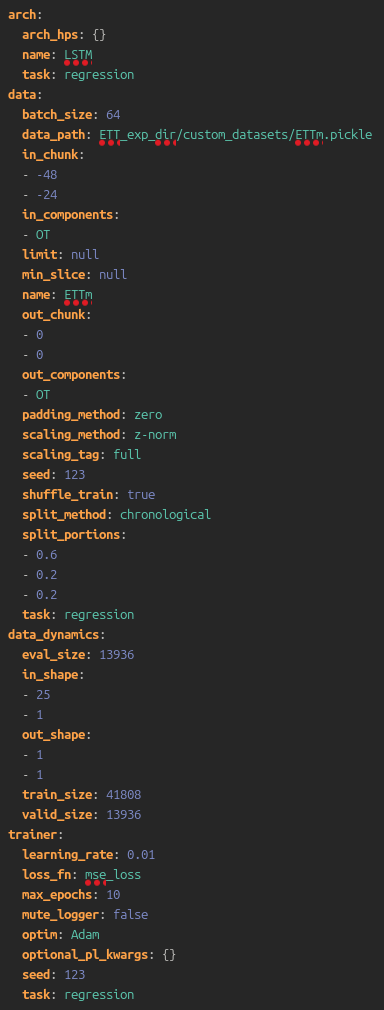 arch:
  arch_hps: {}
  name: LSTM
  task: regression
data:
  batch_size: 64
  data_path: ETT_exp_dir/custom_datasets/ETTm.pickle
  in_chunk:
  - -48
  - -24
  in_components:
  - OT
  limit: null
  min_slice: null
  name: ETTm
  out_chunk:
  - 0
  - 0
  out_components:
  - OT
  padding_method: zero
  scaling_method: z-norm
  scaling_tag: full
  seed: 123
  shuffle_train: true
  split_method: chronological
  split_portions:
  - 0.6
  - 0.2
  - 0.2
  task: regression
data_dynamics:
  eval_size: 13936
  in_shape:
  - 25
  - 1
  out_shape:
  - 1
  - 1
  train_size: 41808
  valid_size: 13936
trainer:
  learning_rate: 0.01
  loss_fn: mse_loss
  max_epochs: 10
  mute_logger: false
  optim: Adam
  optional_pl_kwargs: {}
  seed: 123
  task: regression